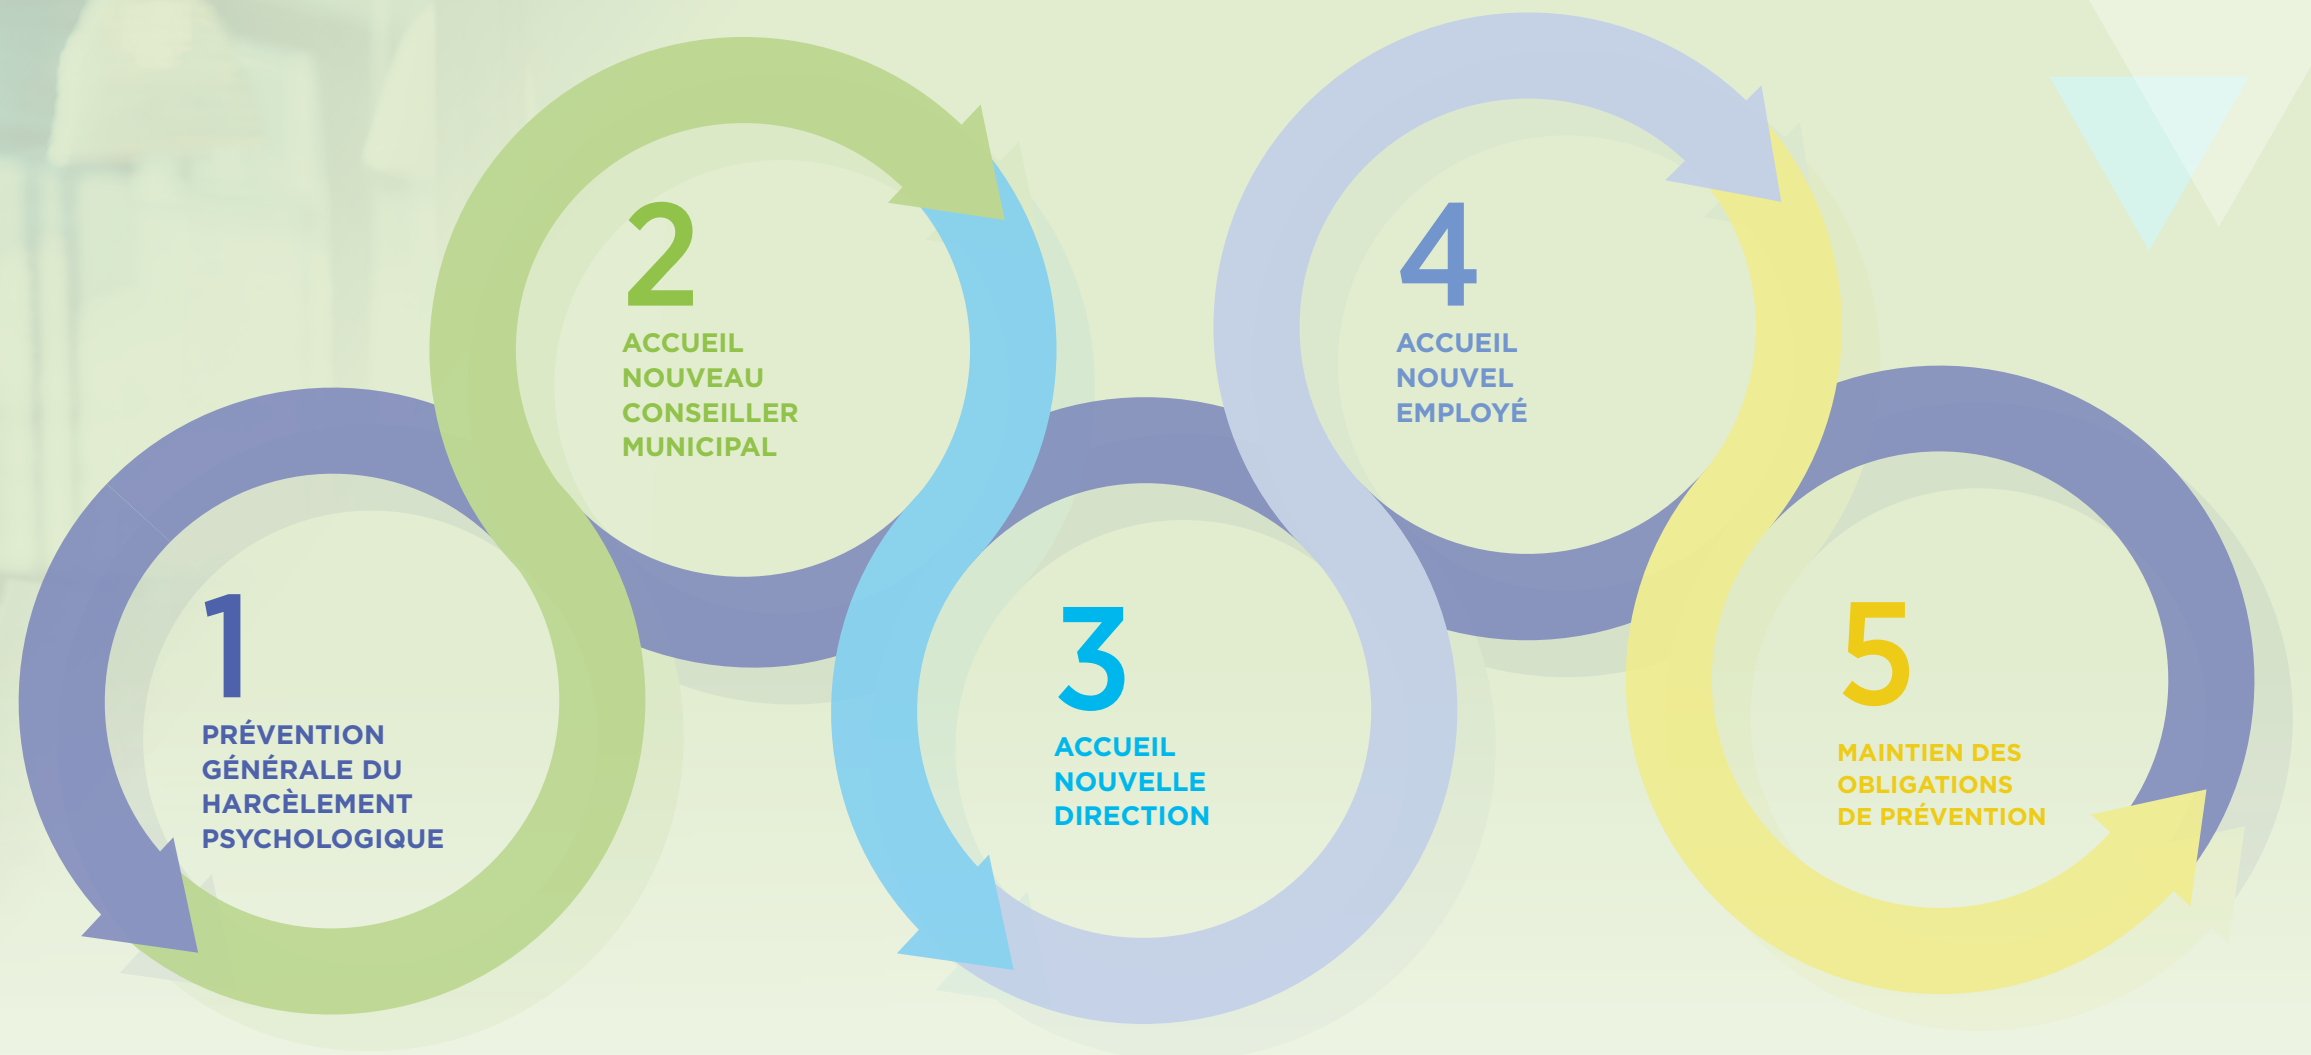 1
PRÉVENTION
GÉNÉRALE DU
HARCÈLEMENT
PSYCHOLOGIQUE
2
ACCUEIL
NOUVEAU
CONSEILLER
MUNICIPAL
3
ACCUEIL
NOUVELLE
DIRECTION
4
ACCUEIL
NOUVEL
EMPLOYÉ
5
MAINTIEN DES
OBLIGATIONS
DE PRÉVENTION